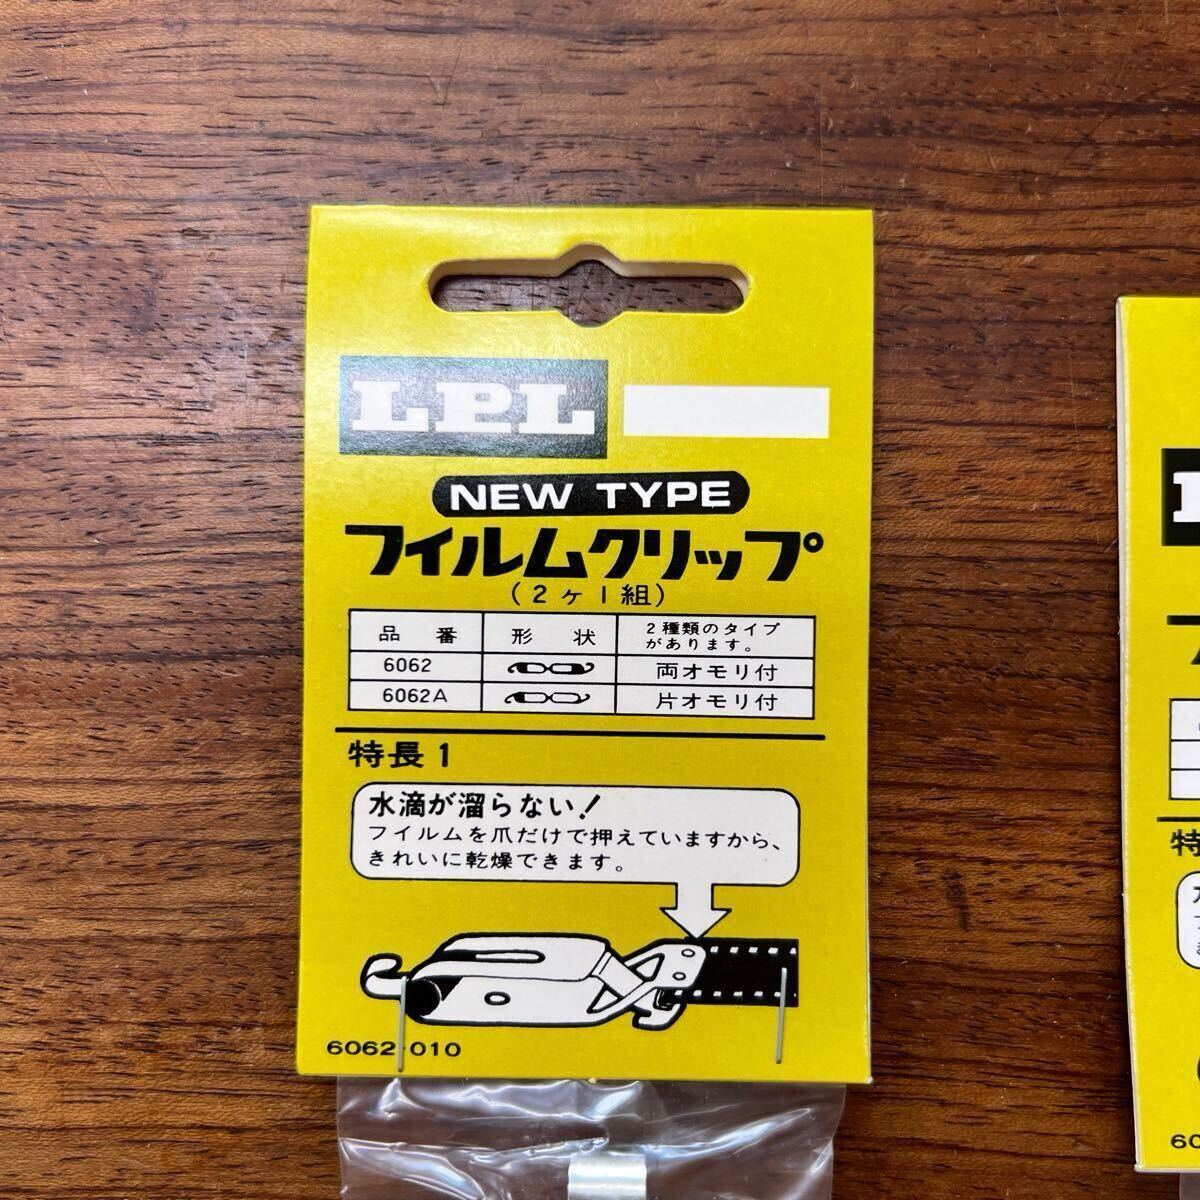 LPL
NEW TYPE
フイルムクリップ
(2ヶ1組)
品番 形状 2種類のタイプがあります。
6062 両オモリ付
6062A 片オモリ付
特長1
水滴が溜らない!
フイルムを爪だけで押えていますから、
きれいに乾燥できます。
6062-010
特
60